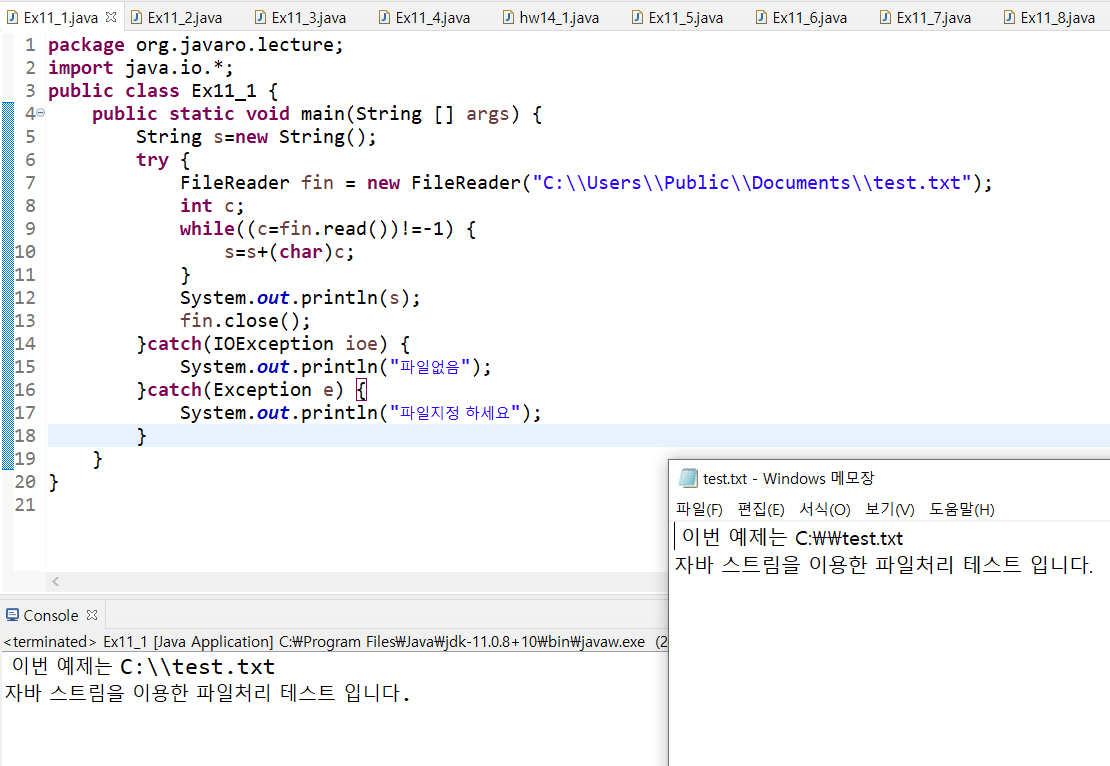 Ex11_1.java Ex11_2.java Ex11_3.java Ex11_4.java hw14_1.java Ex11_5.java Ex11_6.java Ex11_7.java Ex11_8.java
1 package org.javaro.lecture;
2 import java.io.*;
3 public class Ex11_1 {
4 public static void main(String [] args) {
5 String s=new String();
6 try {
7 FileReader fin = new FileReader("C:\\Users\\Public\\Documents\\test.txt");
8 int c;
9 while((c=fin.read())!=-1) {
10 s=s+(char)c;
11 }
12 System.out.println(s);
13 fin.close();
14 }catch(IOException ioe) {
15 System.out.println("파일없음");
16 }catch(Exception e) {
17 System.out.println("파일지정 하세요");
18 }
19 }
20 }
21
Console
<terminated> Ex11_1 [Java Application] C:₩Program Files₩Java₩jdk-11.0.8+10₩bin₩javaw.exe (2
이번 예제는 C:\\test.txt
자바 스트림을 이용한 파일처리 테스트 입니다.
test.txt - Windows 메모장
파일(F) 편집(E) 서식(O) 보기(V) 도움말(H)
이번 예제는 C:₩₩test.txt
자바 스트림을 이용한 파일처리 테스트 입니다.